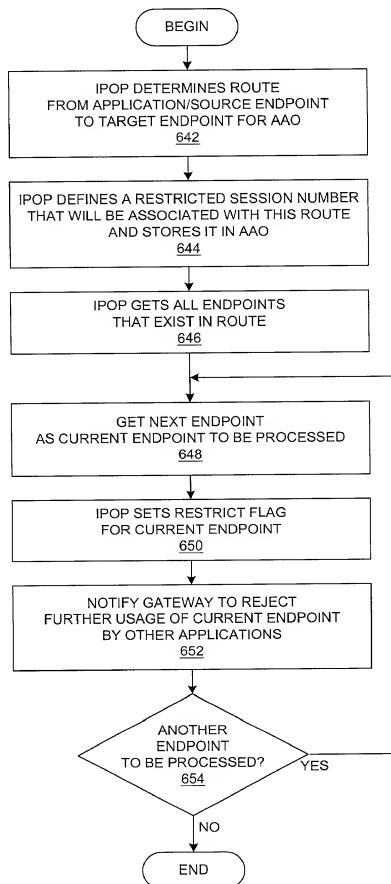 BEGIN
IPOP DETERMINES ROUTE
FROM APPLICATION/SOURCE ENDPOINT
TO TARGET ENDPOINT FOR AAO
642
IPOP DEFINES A RESTRICTED SESSION NUMBER
THAT WILL BE ASSOCIATED WITH THIS ROUTE
AND STORES IT IN AAO
644
IPOP GETS ALL ENDPOINTS
THAT EXIST IN ROUTE
646
GET NEXT ENDPOINT
AS CURRENT ENDPOINT TO BE PROCESSED
648
IPOP SETS RESTRICT FLAG
FOR CURRENT ENDPOINT
650
NOTIFY GATEWAY TO REJECT
FURTHER USAGE OF CURRENT ENDPOINT
BY OTHER APPLICATIONS
652
ANOTHER
ENDPOINT
TO BE PROCESSED?
654
YES
NO
END